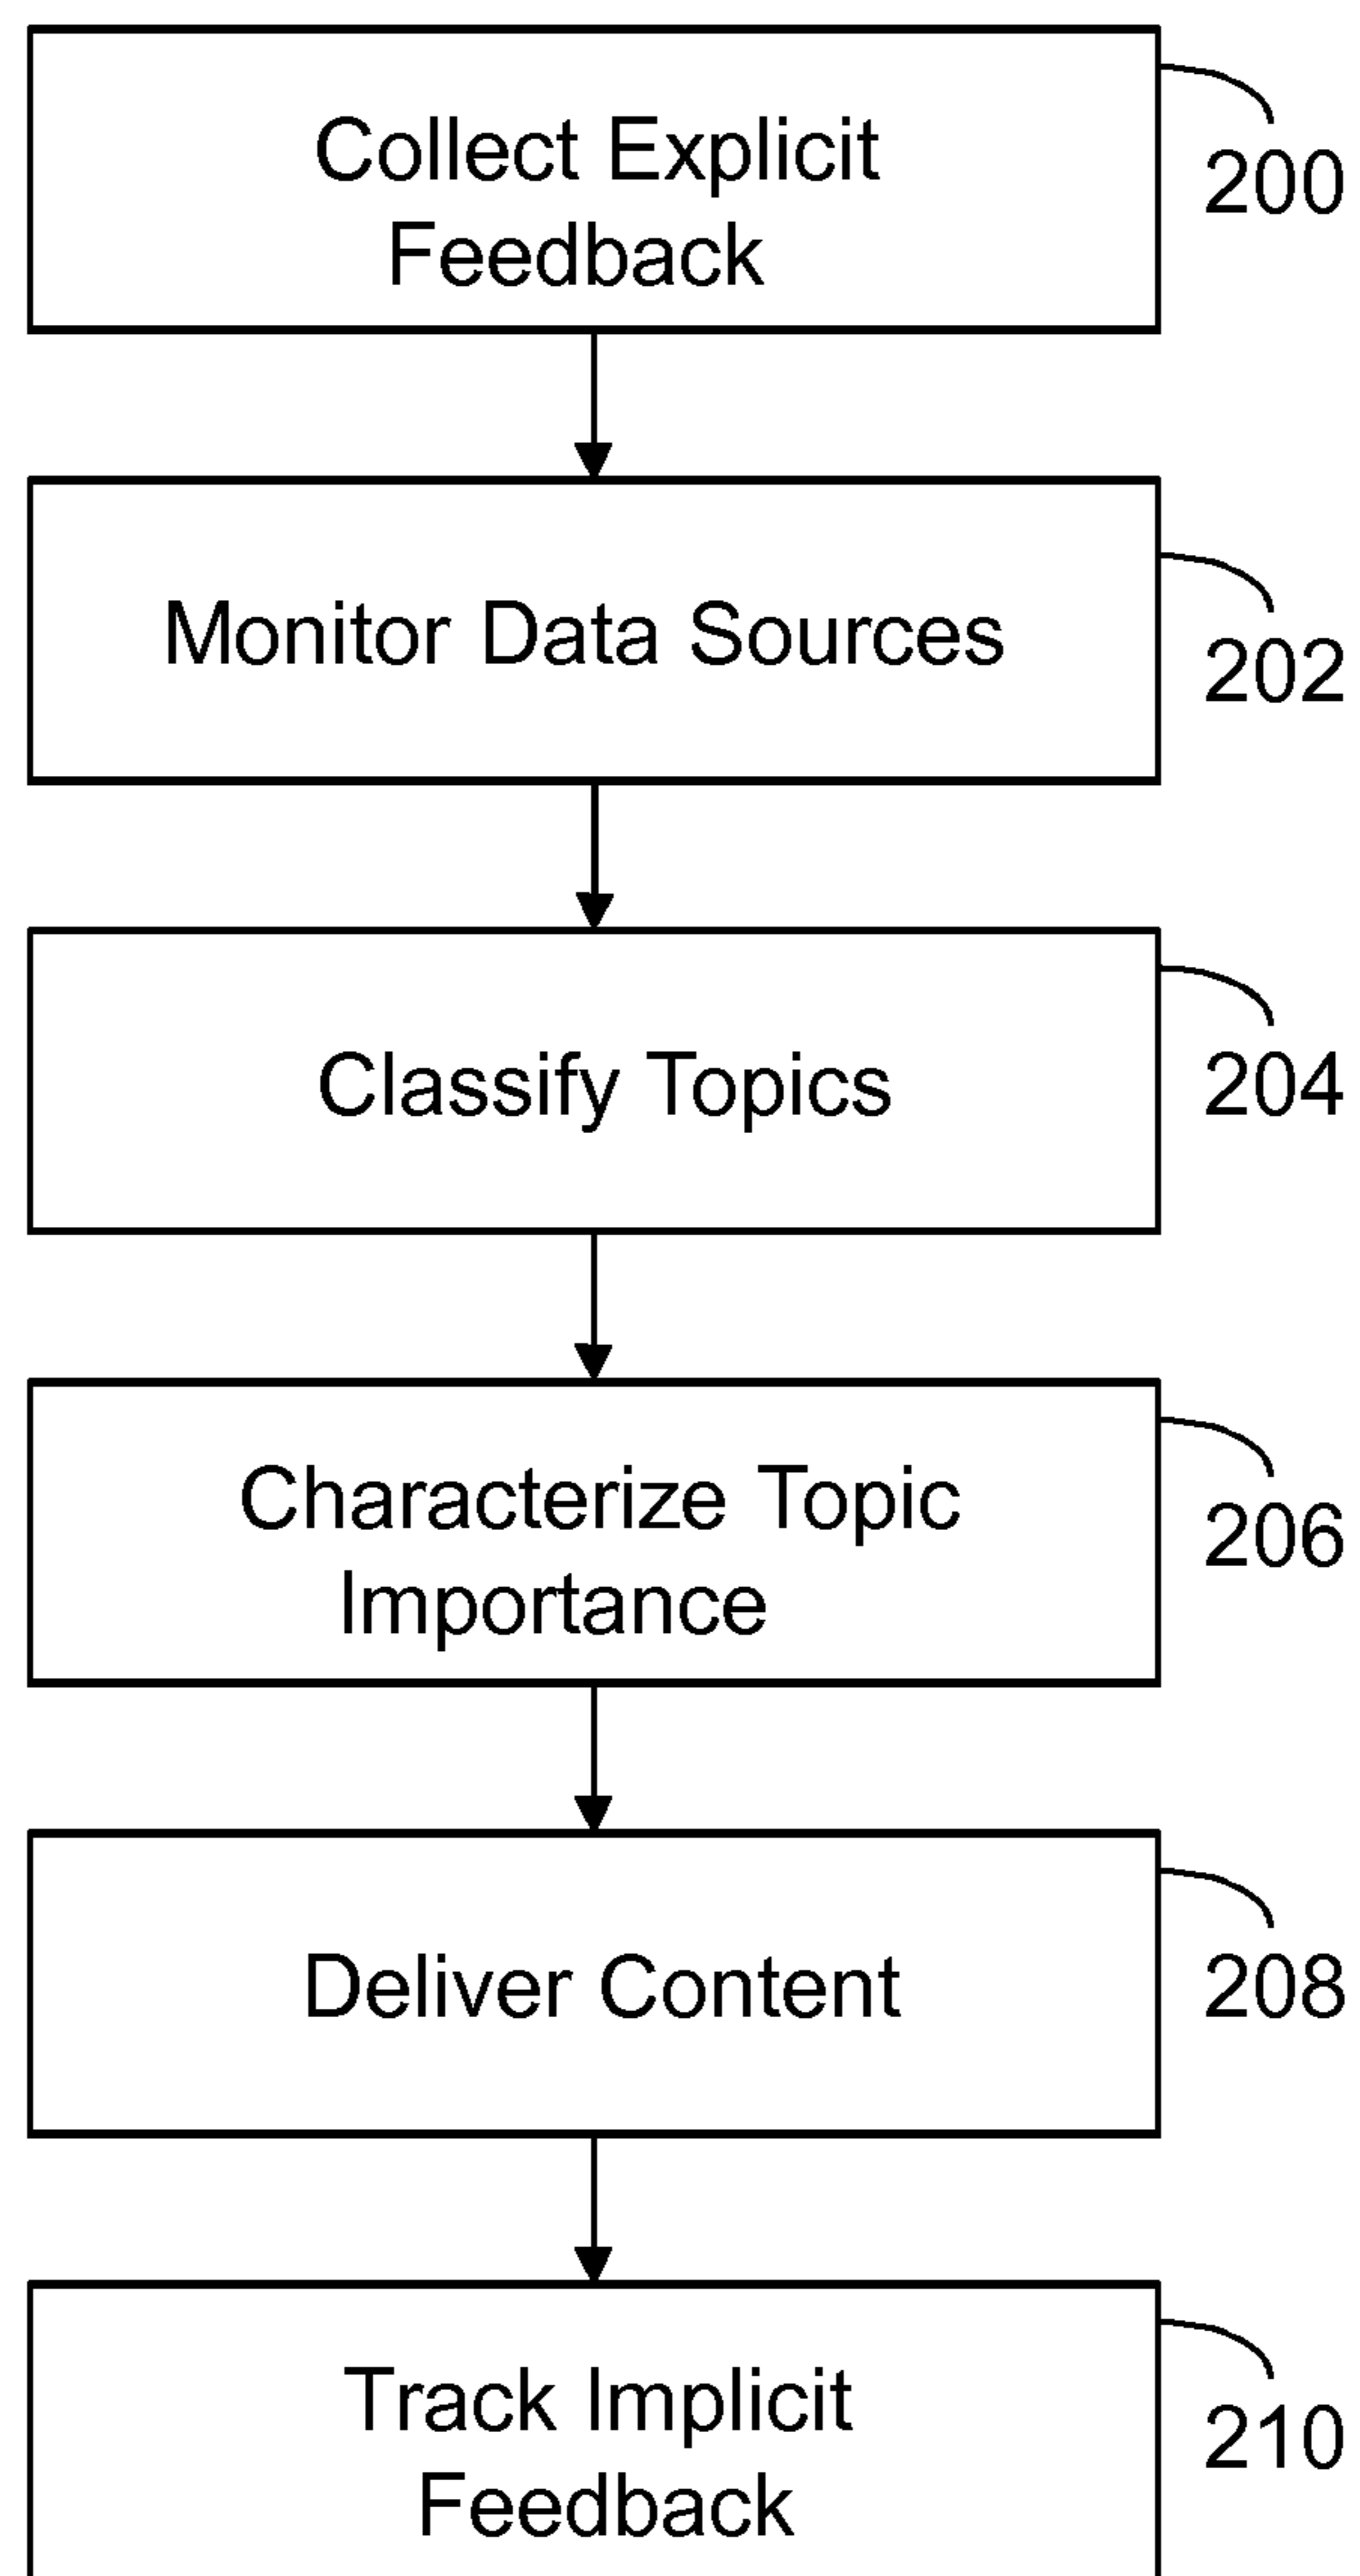 Collect Explicit
Feedback
200
Monitor Data Sources
202
Classify Topics
204
Characterize Topic
Importance
206
Deliver Content
208
Track Implicit
Feedback
210